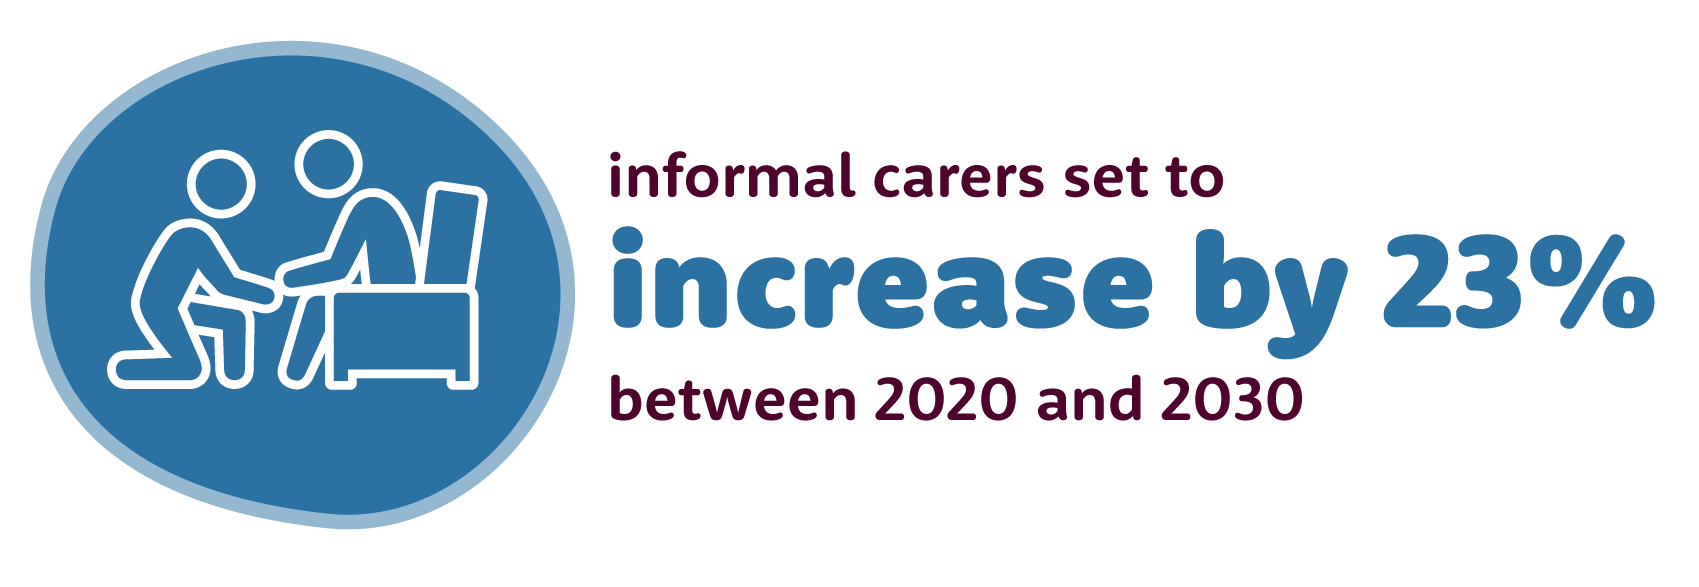 informal carers set to
increase by 23%
between 2020 and 2030